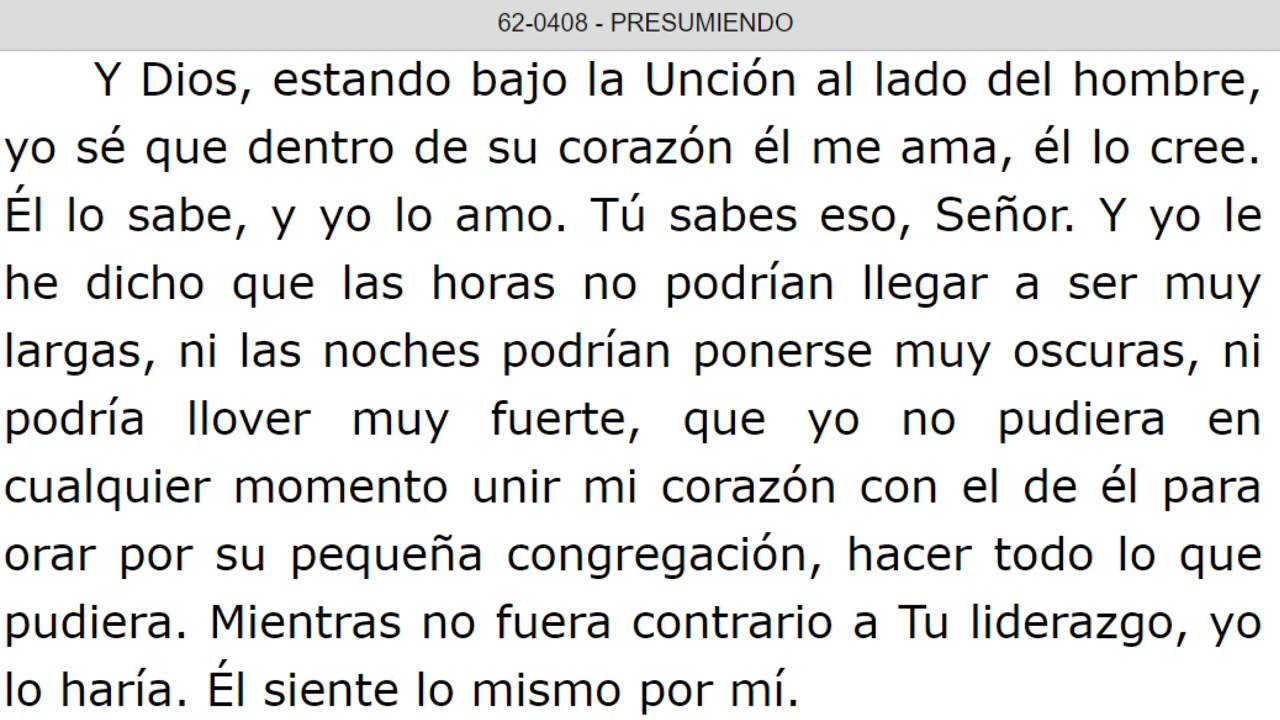 62-0408 - PRESUMIENDO
Y Dios, estando bajo la Unción al lado del hombre,
yo sé que dentro de su corazón él me ama, él lo cree.
Él lo sabe, y yo lo amo. Tú sabes eso, Señor. Y yo le
he dicho que las horas no podrían llegar a ser muy
largas, ni las noches podrían ponerse muy oscuras, ni
podría llover muy fuerte, que yo no pudiera en
cualquier momento unir mi corazón con el de él para
orar por su pequeña congregación, hacer todo lo que
pudiera. Mientras no fuera contrario a Tu liderazgo, yo
lo haría. Él siente lo mismo por mí.